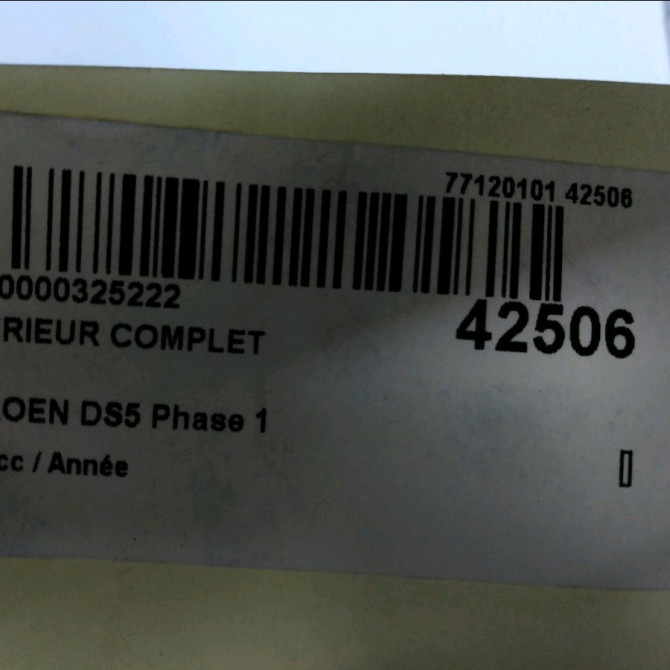 77120101 42506
0000325222
42506
RIEUR COMPLET
OEN DS5 Phase 1
cc / Année